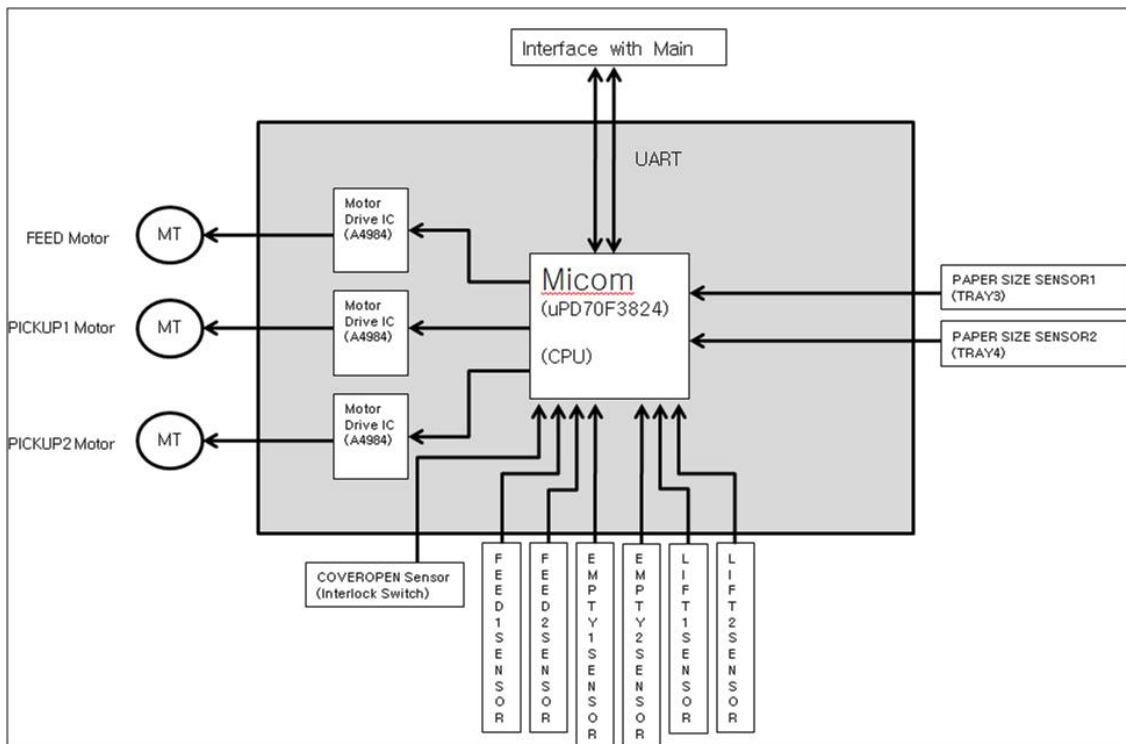 Interface with Main
UART
Motor
Drive IC
(A4984)
FEED Motor
MT
Micom
(uPD70F3824)
(CPU)
PAPER SIZE SENSOR1
(TRAY3)
Motor
Drive IC
(A4984)
PICKUP1 Motor
MT
PAPER SIZE SENSOR2
(TRAY4)
Motor
Drive IC
(A4984)
PICKUP2 Motor
MT
COVEROPEN Sensor
(Interlock Switch)
FEED1SENSOR
FEED2SENSOR
EMPTY1SENSOR
EMPTY2SENSOR
LIFT1SENSOR
LIFT2SENSOR